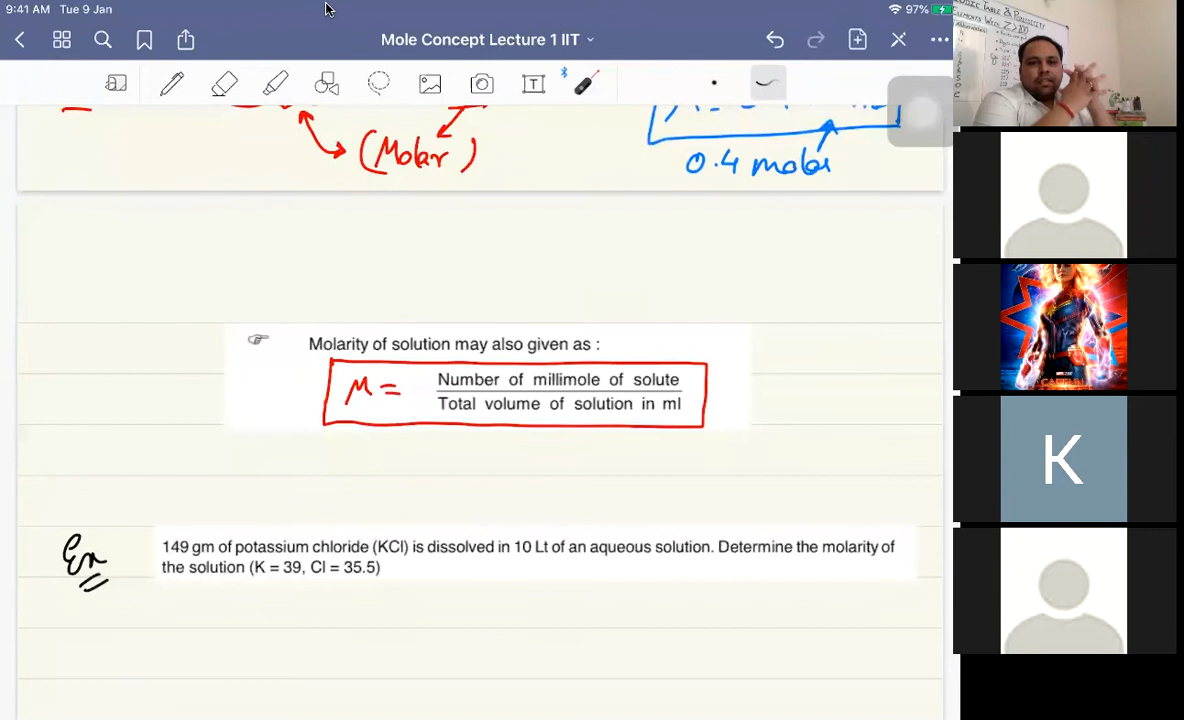 9:41 AM Tue 9 Jan
97%
Mole Concept Lecture 1 IIT
(Molar)
0.4 molar
Molarity of solution may also given as :
M = Number of millimole of solute
Total volume of solution in ml
Ex
149 gm of potassium chloride (KCl) is dissolved in 10 Lt of an aqueous solution. Determine the molarity of
the solution (K = 39, Cl = 35.5)
K